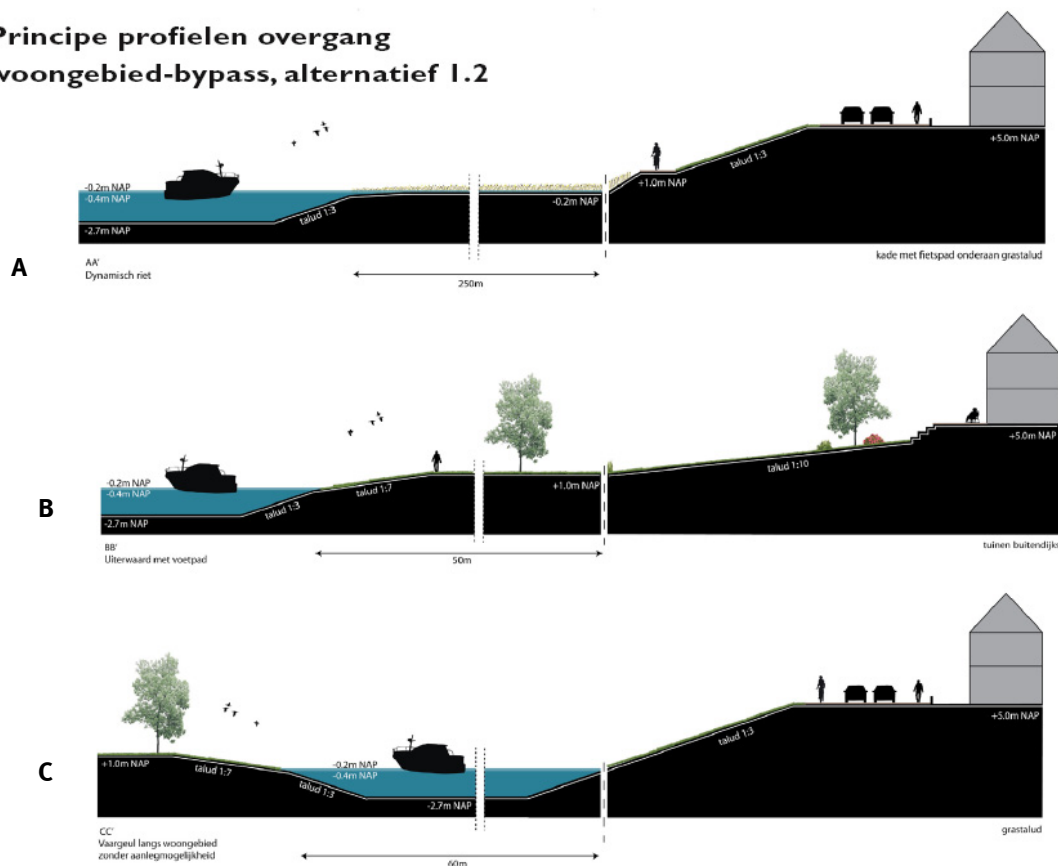 Principe profielen overgang
woongebied-bypass, alternatief 1.2
+5.0m NAP
talud 1:3
+1.0m NAP
-0.2m NAP
-0.4m NAP
-0.2m NAP
talud 1:3
-2.7m NAP
A
AA'
Dynamisch riet
kade met fietspad onderaan grastalud
250m
+5.0m NAP
talud 1:10
-0.2m NAP
-0.4m NAP
talud 1:7
+1.0m NAP
talud 1:3
B
-2.7m NAP
BB'
Uiterwaard met voetpad
tuinen buitendijks
50m
+5.0m NAP
talud 1:3
+1.0m NAP
talud 1:7
-0.2m NAP
-0.4m NAP
C
talud 1:3
-2.7m NAP
CC'
Vaargeul langs woongebied
zonder aanlegmogelijkheid
grastalud
60m